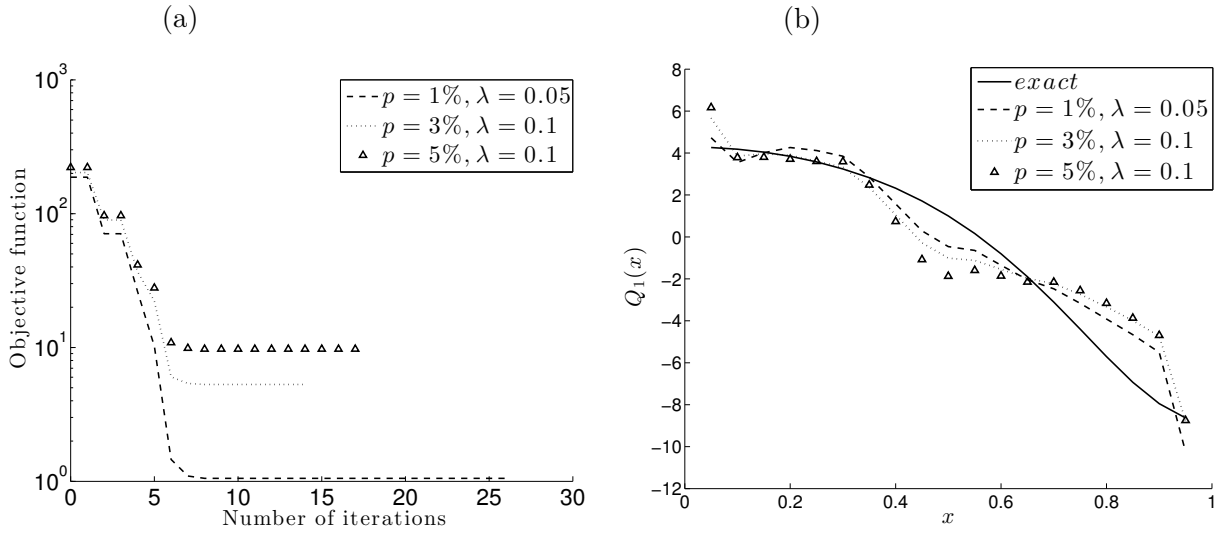 (a)
10^3
10^2
10^1
10^0
0
5
10
15
20
25
30
Objective function
Number of iterations
p = 1%, λ = 0.05
p = 3%, λ = 0.1
p = 5%, λ = 0.1
(b)
8
6
4
2
0
−2
−4
−6
−8
−10
−12
0
0.2
0.4
0.6
0.8
1
Q_1(x)
x
exact
p = 1%, λ = 0.05
p = 3%, λ = 0.1
p = 5%, λ = 0.1